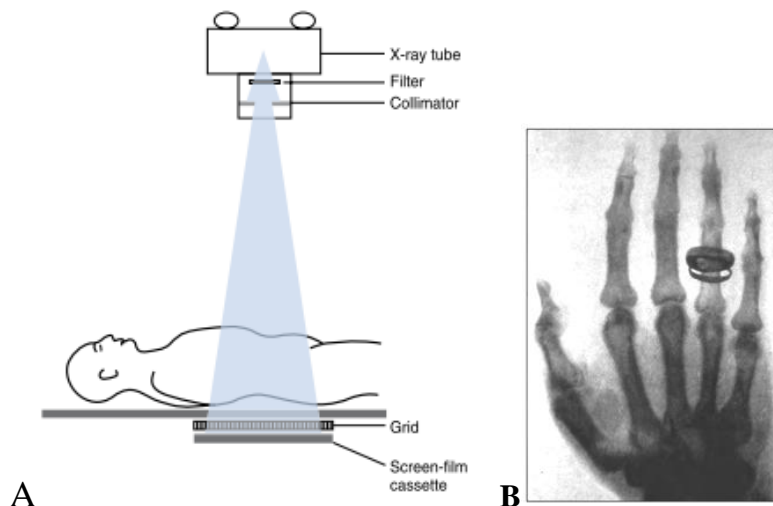 X-ray tube
Filter
Collimator
Grid
Screen-film
cassette
A
B